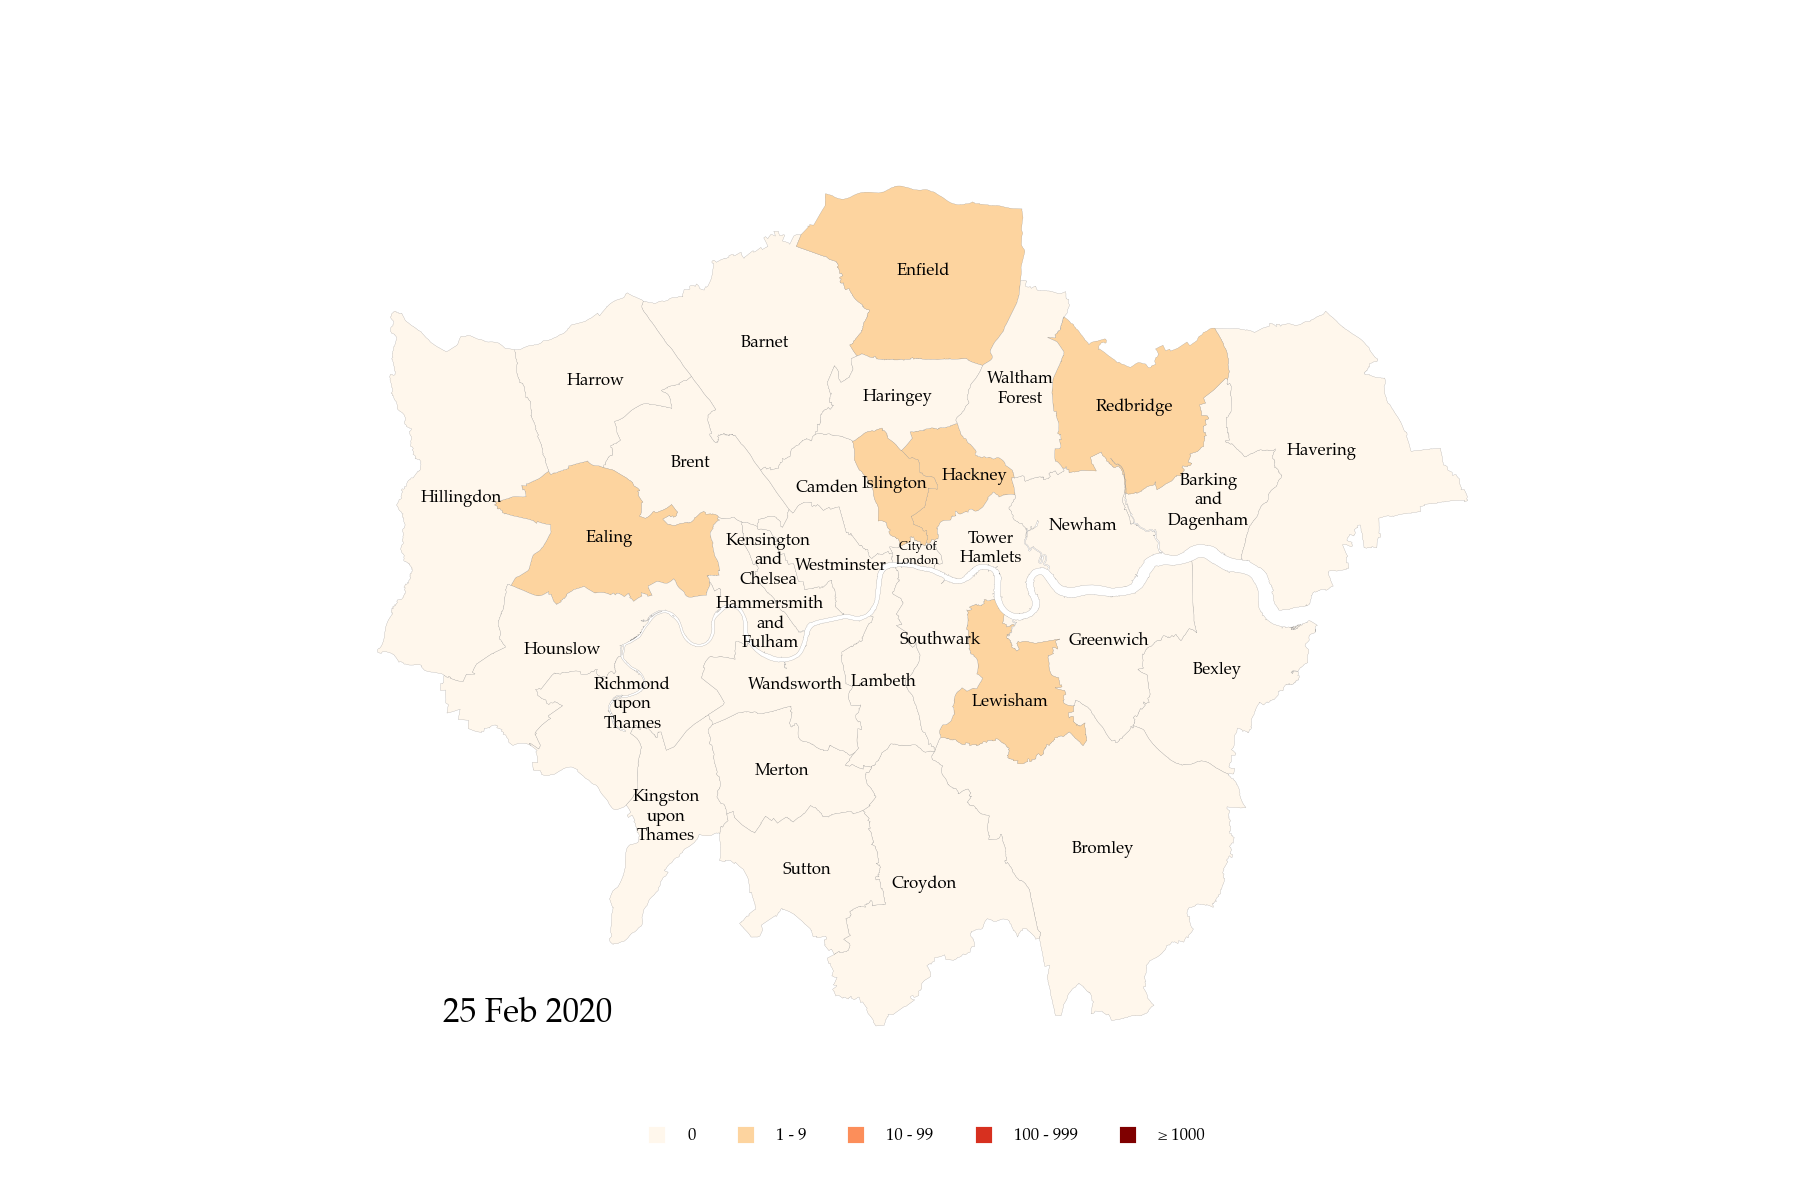 Enfield
Barnet
Harrow
Haringey
Waltham
Forest
Redbridge
Havering
Brent
Camden
Islington
Hackney
Barking
and
Dagenham
Hillingdon
Ealing
Kensington
and
Chelsea
Westminster
City of
London
Tower
Hamlets
Newham
Hammersmith
and
Fulham
Hounslow
Southwark
Greenwich
Bexley
Richmond
upon
Thames
Wandsworth
Lambeth
Lewisham
Merton
Kingston
upon
Thames
Sutton
Croydon
Bromley
25 Feb 2020
0 1 - 9 10 - 99 100 - 999 ≥ 1000